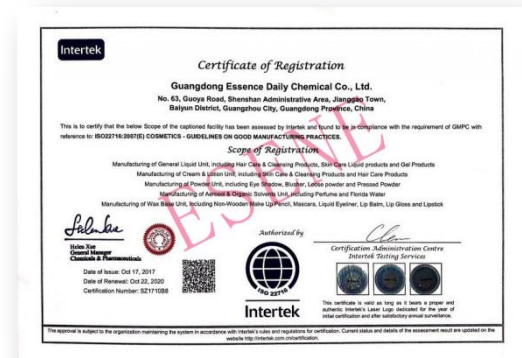 Intertek
Certificate of Registration
Guangdong Essence Daily Chemical Co., Ltd.
No. 63, Guoya Road, Shenshan Administrative Area, Jianggao Town,
Baiyun District, Guangzhou City, Guangdong Province, China
This is to certify that the below Scope of the captioned facility has been assessed by Intertek and found to be in compliance with the requirement of GMPC with
reference to: ISO22716:2007(E) COSMETICS - GUIDELINES ON GOOD MANUFACTURING PRACTICES.
Scope of Registration
Manufacturing of General Liquid Unit, including Hair Care & Cleansing Products, Skin Care Liquid products and Gel Products
Manufacturing of Cream & Lotion Unit, including Skin Care & Cleansing Products and Hair Care Products
Manufacturing of Powder Unit, including Eye Shadow, Blusher, Loose powder and Pressed Powder
Manufacturing of Aerosol & Organic Solvents Unit, including Perfume and Florida Water
Manufacturing of Wax Base Unit, including Non-Wooden Make Up Pencil, Mascara, Liquid Eyeliner, Lip Balm, Lip Gloss and Lipstick
ESENE
Helen Xue
General Manager
Chemicals & Pharmaceuticals
Date of Issue: Oct 17, 2017
Date of Renewal: Oct 22, 2020
Certification Number: SZ1710B8
Authorized by
ISO 22716
Intertek
Certification Administration Centre
Intertek Testing Services
This certificate is valid as long as it bears a proper and
authentic Intertek's Laser Logo dedicated for the year of
initial certification and after satisfactory annual surveillance.
The approval is subject to the organization maintaining the system in accordance with Intertek's rules and regulations for certification. Current status and details of the assessment result are updated on the
website http://intertek.com.cn/certification.